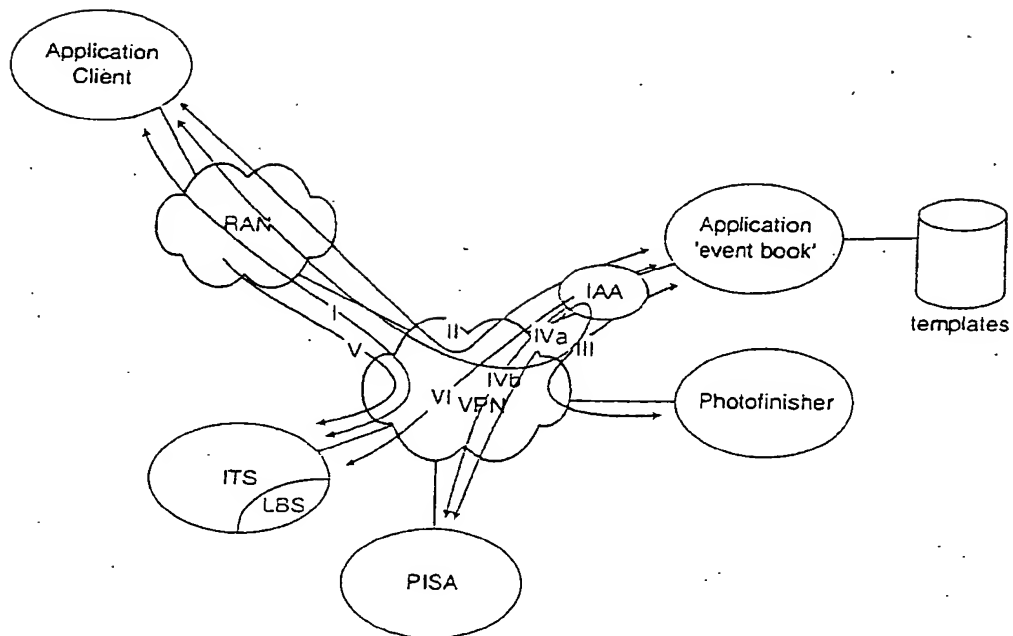 Application
Client
RAN
Application
'event book'
IAA
templates
I
II
IVa
III
V
IVb
VI
VPN
Photofinisher
ITS
LBS
PISA